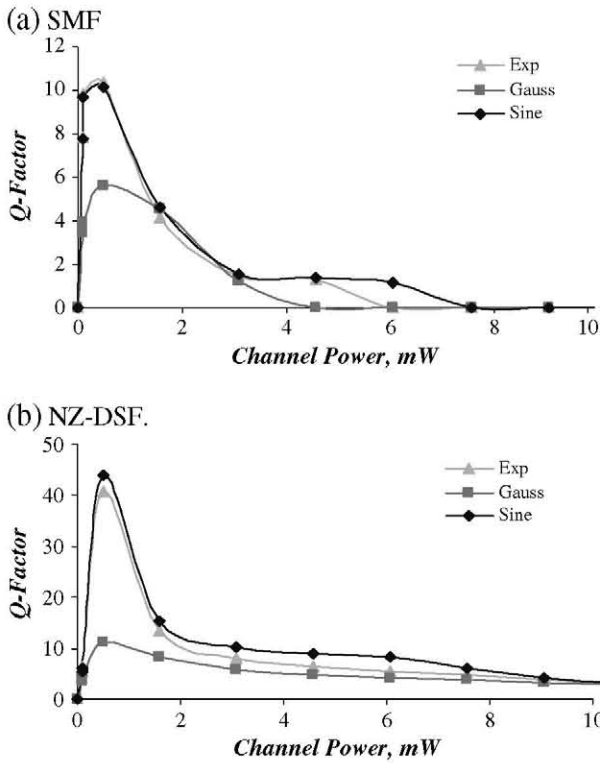 (a) SMF
12
10
8
6
4
2
0
Q-Factor
Exp
Gauss
Sine
0 2 4 6 8 10
Channel Power, mW
(b) NZ-DSF.
50
40
30
20
10
0
Q-Factor
Exp
Gauss
Sine
0 2 4 6 8 10
Channel Power, mW